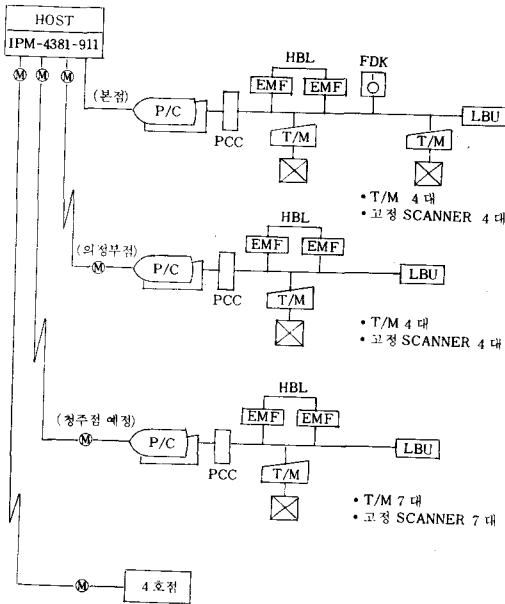 HOST
IPM-4381-911
Ⓜ Ⓜ Ⓜ
(본점)
P/C
PCC
HBL
EMF EMF
FDK
T/M
T/M
LBU
• T/M 4 대
• 고정 SCANNER 4 대
(의정부점)
Ⓜ
P/C
PCC
HBL
EMF EMF
T/M
LBU
• T/M 4 대
• 고정 SCANNER 4 대
(청주점 예정)
Ⓜ
P/C
PCC
HBL
EMF EMF
T/M
LBU
• T/M 7 대
• 고정 SCANNER 7 대
Ⓜ
4 호점